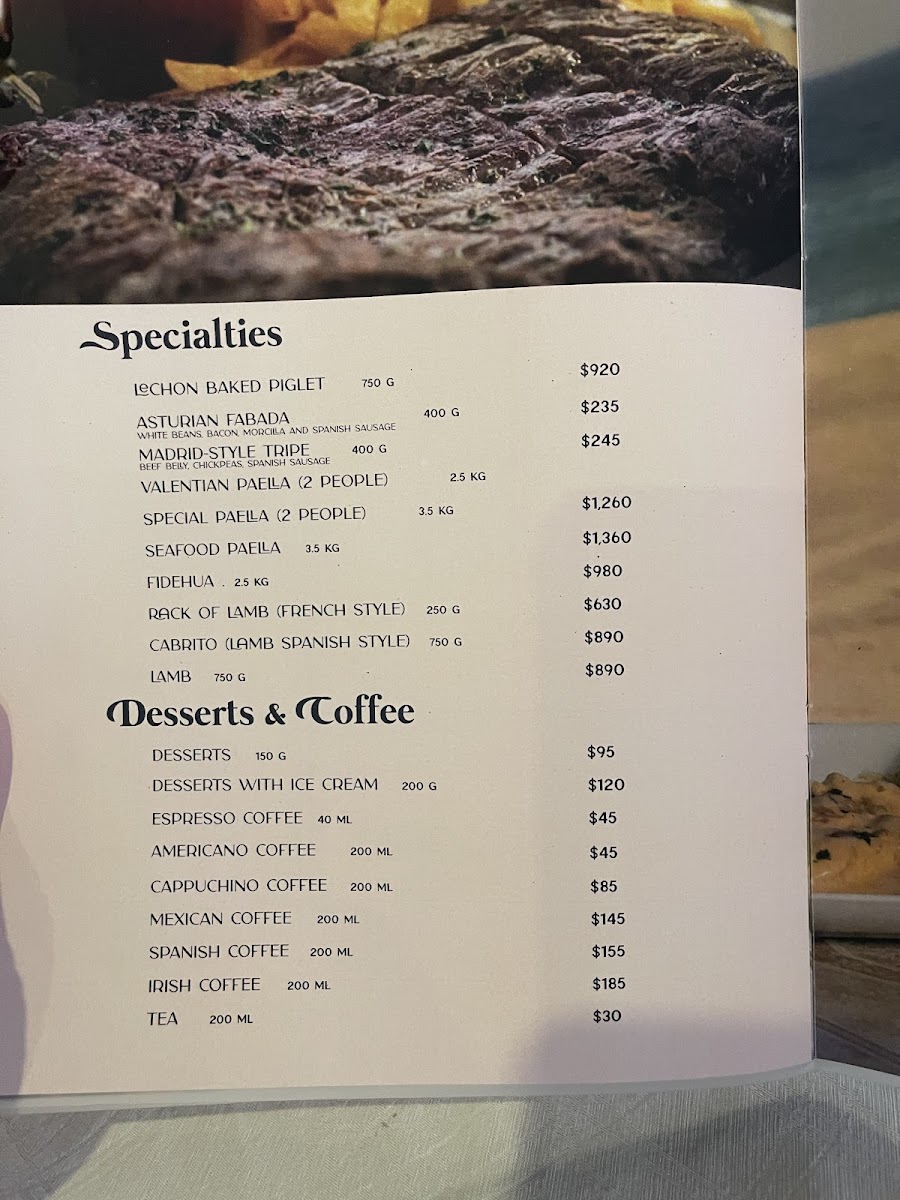 Specialties
LeCHON BAKED PIGLET 750 G $920
ASTURIAN FABADA 400 G $235
WHITE BEANS, BACON, MORCILLA AND SPANISH SAUSAGE
MADRID-STYLE TRIPE 400 G $245
BEEF BELLY, CHICKPEAS, SPANISH SAUSAGE
VALENTIAN PAELLA (2 PEOPLE) 2.5 KG
SPECIAL PAELLA (2 PEOPLE) 3.5 KG $1,260
SEAFOOD PAELLA 3.5 KG $1,360
FIDEHUA . 2.5 KG $980
RACK OF LAMB (FRENCH STYLE) 250 G $630
CABRITO (LAMB SPANISH STYLE) 750 G $890
LAMB 750 G $890
Desserts & Coffee
DESSERTS 150 G $95
DESSERTS WITH ICE CREAM 200 G $120
ESPRESSO COFFEE 40 ML $45
AMERICANO COFFEE 200 ML $45
CAPPUCHINO COFFEE 200 ML $85
MEXICAN COFFEE 200 ML $145
SPANISH COFFEE 200 ML $155
IRISH COFFEE 200 ML $185
TEA 200 ML $30